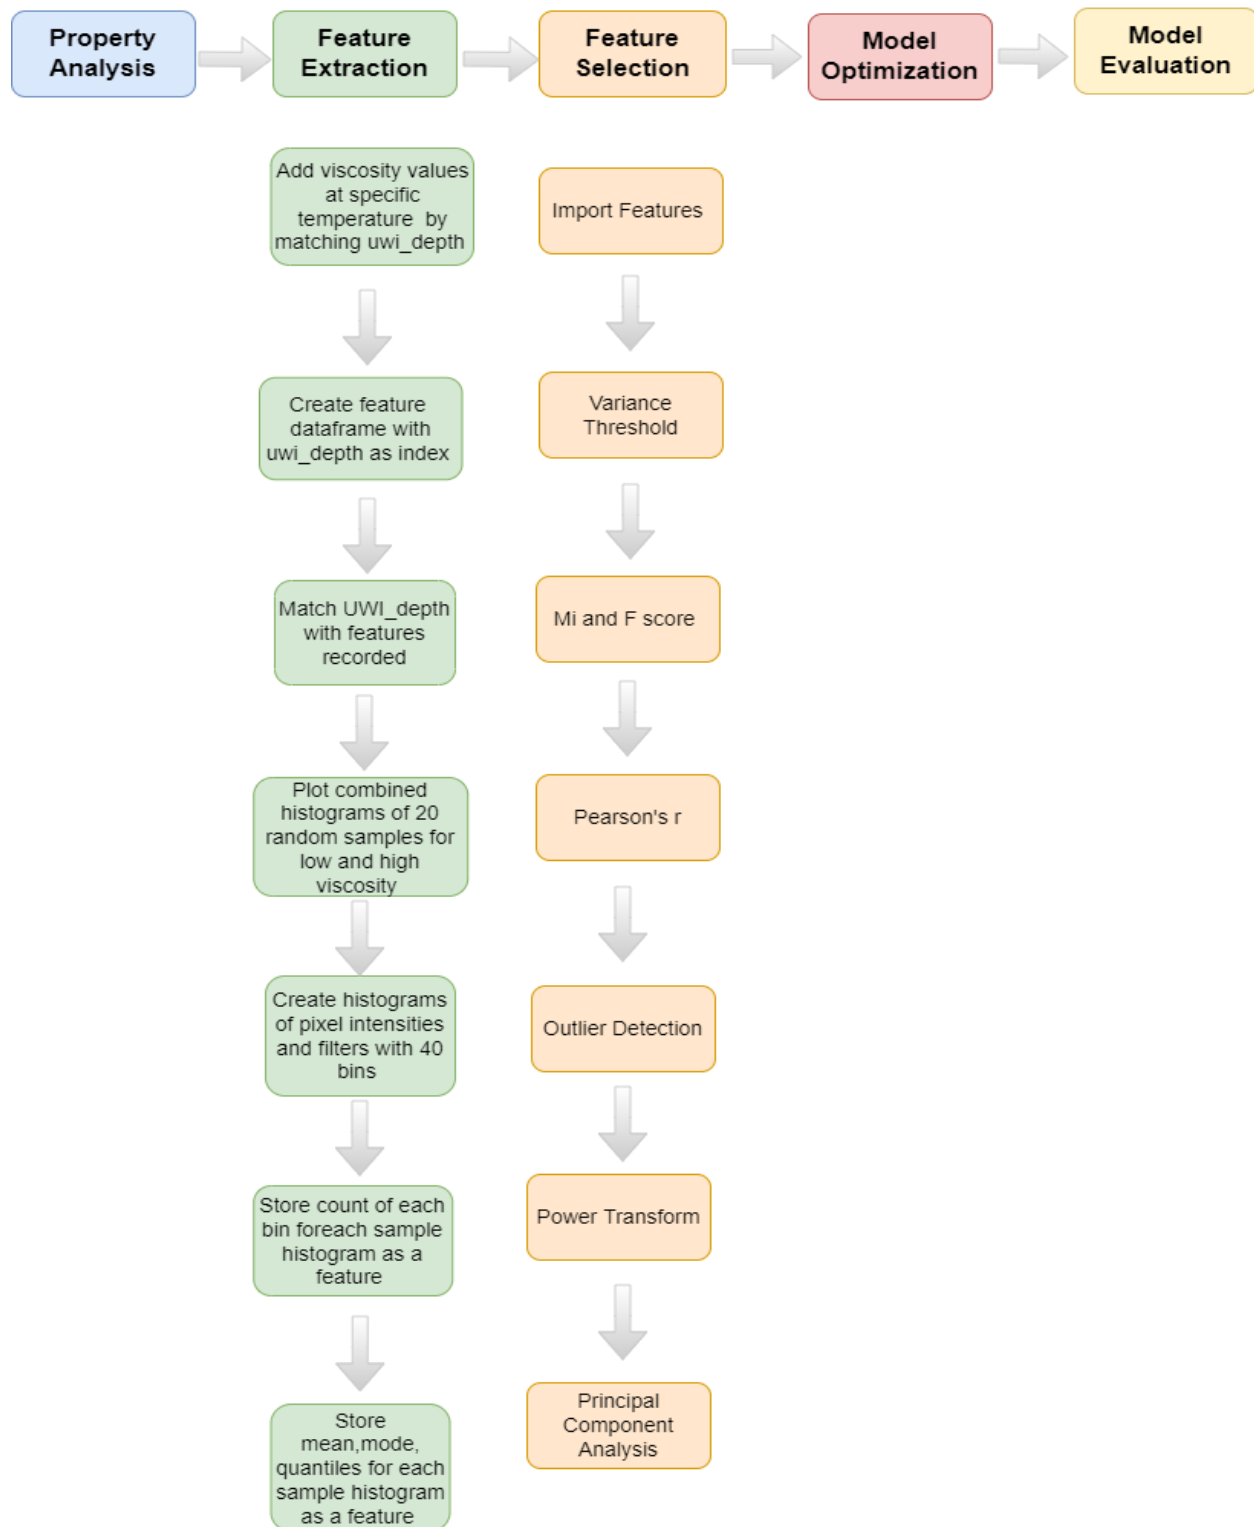 Property
Analysis
Feature
Extraction
Feature
Selection
Model
Optimization
Model
Evaluation
Add viscosity values
at specific
temperature by
matching uwi_depth
Create feature
dataframe with
uwi_depth as index
Match UWI_depth
with features
recorded
Plot combined
histograms of 20
random samples for
low and high
viscosity
Create histograms
of pixel intensities
and filters with 40
bins
Store count of each
bin foreach sample
histogram as a
feature
Store
mean,mode,
quantiles for each
sample histogram
as a feature
Import Features
Variance
Threshold
Mi and F score
Pearson's r
Outlier Detection
Power Transform
Principal
Component
Analysis